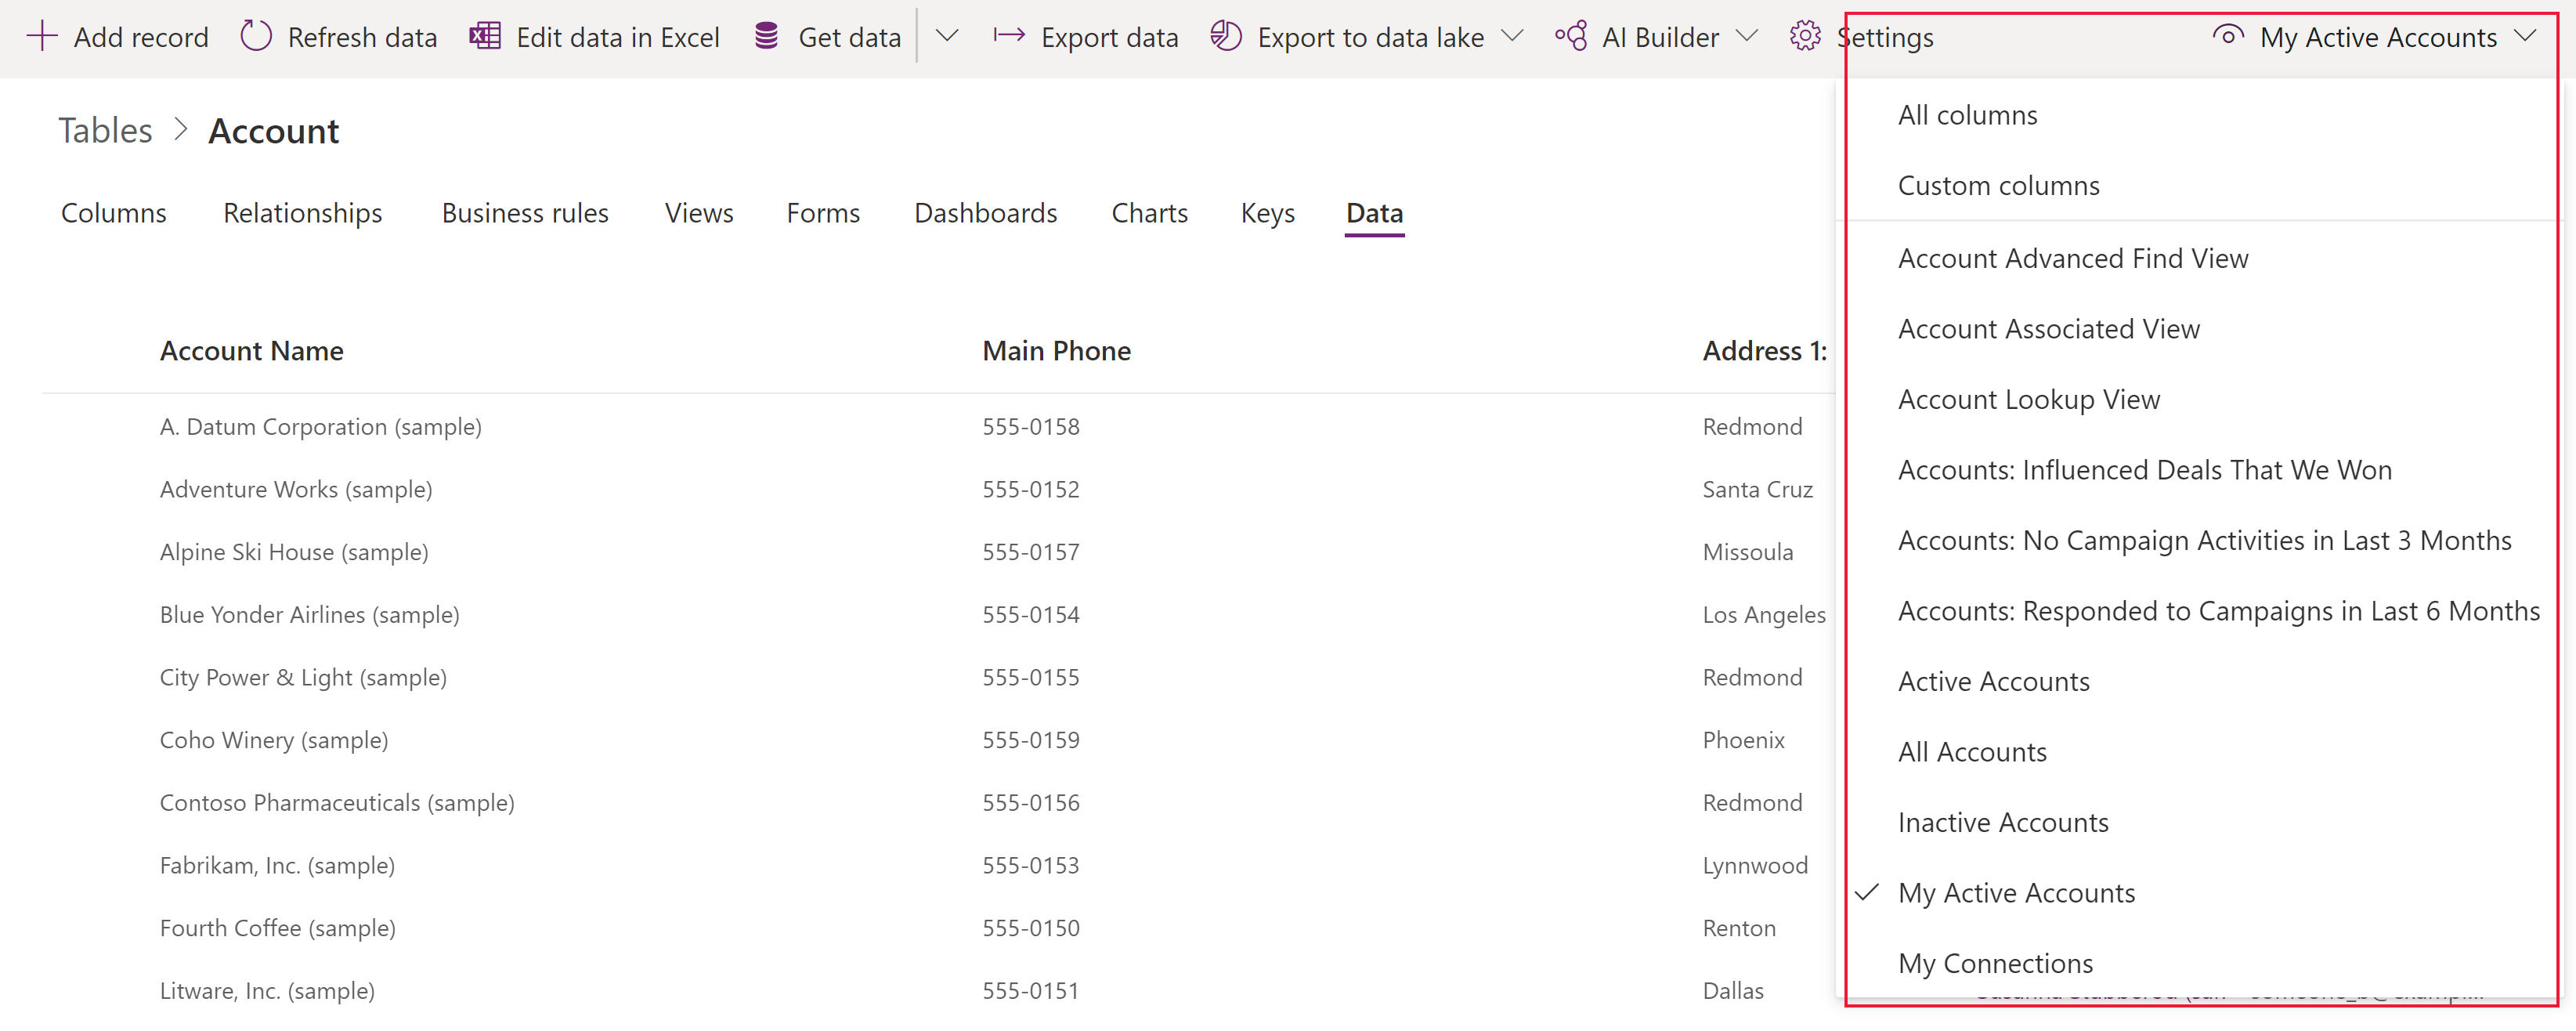 Add record Refresh data Edit data in Excel Get data Export data Export to data lake AI Builder Settings My Active Accounts
Tables > Account
Columns Relationships Business rules Views Forms Dashboards Charts Keys Data
Account Name Main Phone Address 1:
A. Datum Corporation (sample) 555-0158 Redmond
Adventure Works (sample) 555-0152 Santa Cruz
Alpine Ski House (sample) 555-0157 Missoula
Blue Yonder Airlines (sample) 555-0154 Los Angeles
City Power & Light (sample) 555-0155 Redmond
Coho Winery (sample) 555-0159 Phoenix
Contoso Pharmaceuticals (sample) 555-0156 Redmond
Fabrikam, Inc. (sample) 555-0153 Lynnwood
Fourth Coffee (sample) 555-0150 Renton
Litware, Inc. (sample) 555-0151 Dallas
All columns
Custom columns
Account Advanced Find View
Account Associated View
Account Lookup View
Accounts: Influenced Deals That We Won
Accounts: No Campaign Activities in Last 3 Months
Accounts: Responded to Campaigns in Last 6 Months
Active Accounts
All Accounts
Inactive Accounts
My Active Accounts
My Connections